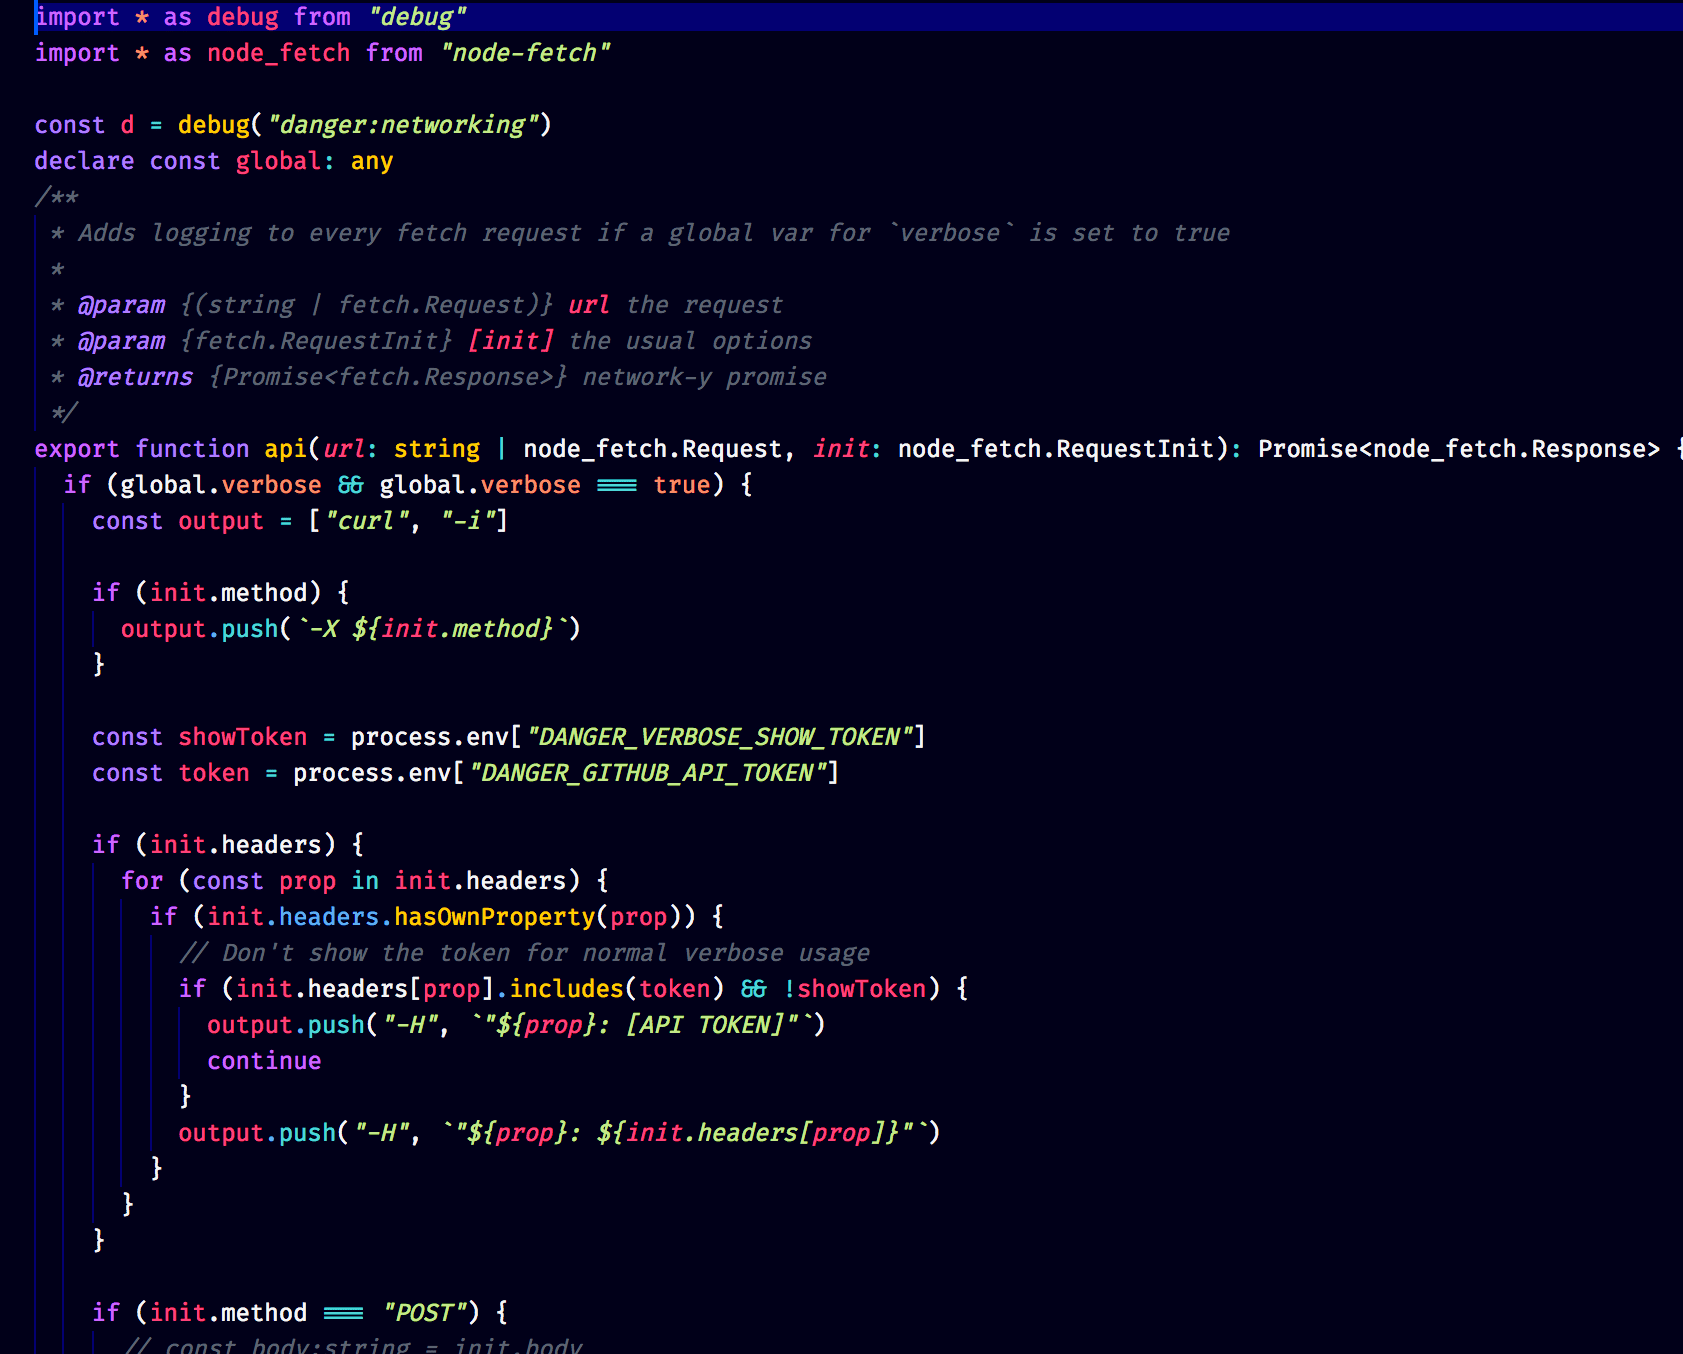 import * as debug from "debug"
import * as node_fetch from "node-fetch"

const d = debug("danger:networking")
declare const global: any
/**
 * Adds logging to every fetch request if a global var for `verbose` is set to true
 *
 * @param {(string | fetch.Request)} url the request
 * @param {fetch.RequestInit} [init] the usual options
 * @returns {Promise<fetch.Response>} network-y promise
 */
export function api(url: string | node_fetch.Request, init: node_fetch.RequestInit): Promise<node_fetch.Response> {
  if (global.verbose && global.verbose === true) {
    const output = ["curl", "-i"]

    if (init.method) {
      output.push(`-X ${init.method}`)
    }

    const showToken = process.env["DANGER_VERBOSE_SHOW_TOKEN"]
    const token = process.env["DANGER_GITHUB_API_TOKEN"]

    if (init.headers) {
      for (const prop in init.headers) {
        if (init.headers.hasOwnProperty(prop)) {
          // Don't show the token for normal verbose usage
          if (init.headers[prop].includes(token) && !showToken) {
            output.push("-H", `"${prop}: [API TOKEN]"`)
            continue
          }
          output.push("-H", `"${prop}: ${init.headers[prop]}"`)
        }
      }
    }

    if (init.method === "POST") {
      // const body:string = init.body